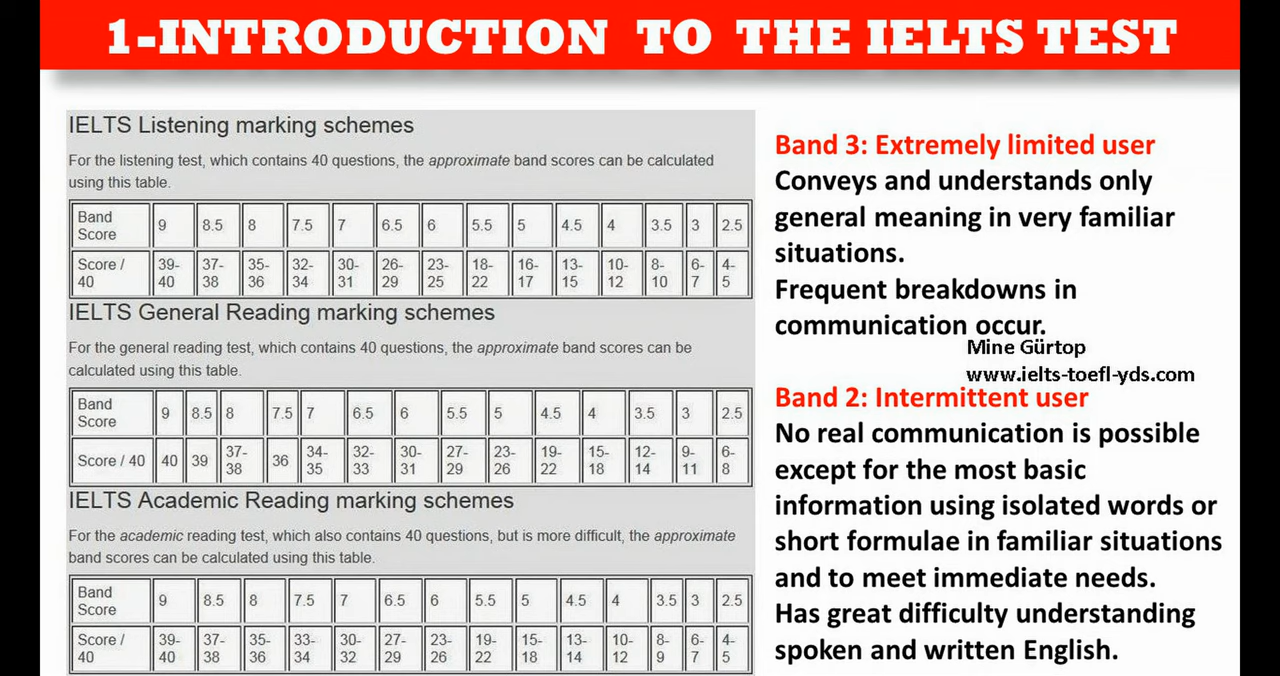 1-INTRODUCTION TO THE IELTS TEST
IELTS Listening marking schemes
For the listening test, which contains 40 questions, the approximate band scores can be calculated
using this table.
Band Score 9 8.5 8 7.5 7 6.5 6 5.5 5 4.5 4 3.5 3 2.5
Score / 40 39-40 37-38 35-36 32-34 30-31 26-29 23-25 18-22 16-17 13-15 10-12 8-10 6-7 4-5
IELTS General Reading marking schemes
For the general reading test, which contains 40 questions, the approximate band scores can be
calculated using this table.
Band Score 9 8.5 8 7.5 7 6.5 6 5.5 5 4.5 4 3.5 3 2.5
Score / 40 40 39 37-38 36 34-35 32-33 30-31 27-29 23-26 19-22 15-18 12-14 9-11 6-8
IELTS Academic Reading marking schemes
For the academic reading test, which also contains 40 questions, but is more difficult, the approximate
band scores can be calculated using this table.
Band Score 9 8.5 8 7.5 7 6.5 6 5.5 5 4.5 4 3.5 3 2.5
Score / 40 39-40 37-38 35-36 33-34 30-32 27-29 23-26 19-22 15-18 13-14 10-12 8-9 6-7 4-5
Band 3: Extremely limited user
Conveys and understands only
general meaning in very familiar
situations.
Frequent breakdowns in
communication occur.
Mine Gürtop
www.ielts-toefl-yds.com
Band 2: Intermittent user
No real communication is possible
except for the most basic
information using isolated words or
short formulae in familiar situations
and to meet immediate needs.
Has great difficulty understanding
spoken and written English.